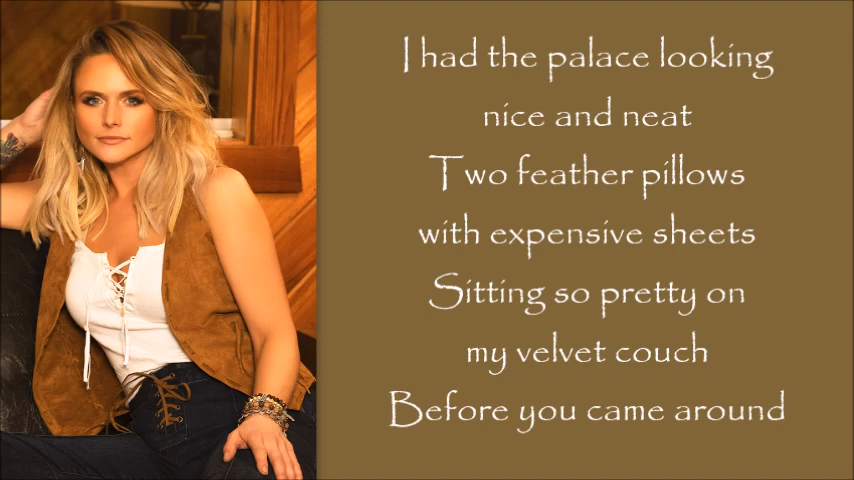 I had the palace looking
nice and neat
Two feather pillows
with expensive sheets
Sitting so pretty on
my velvet couch
Before you came around